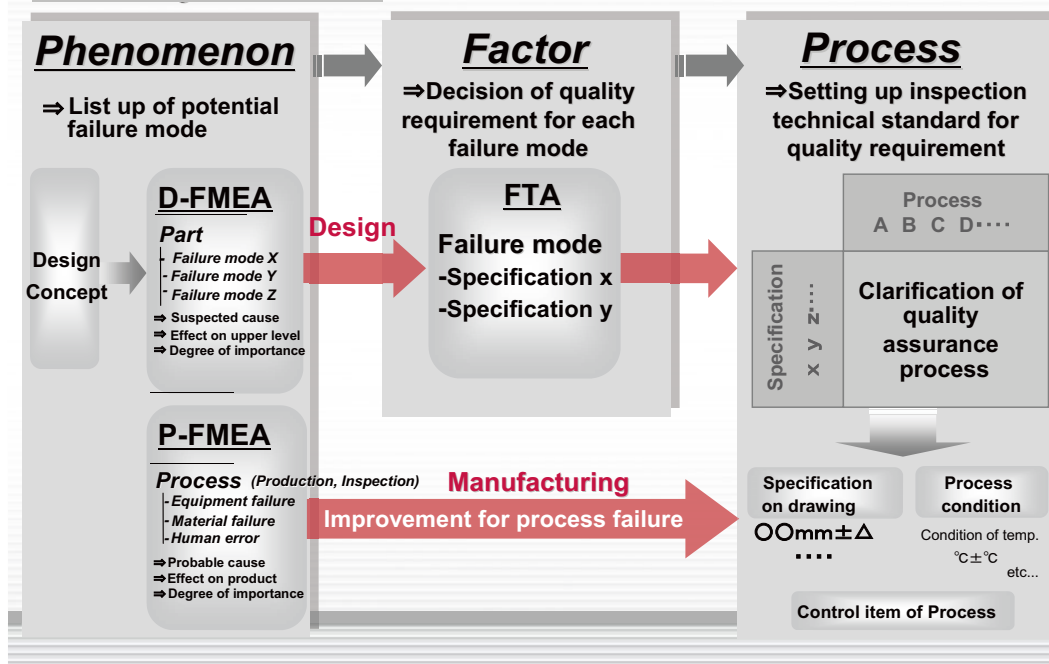 Phenomenon
⇒ List up of potential
failure mode
Design
Concept
D-FMEA
Part
- Failure mode X
- Failure mode Y
- Failure mode Z
⇒ Suspected cause
⇒ Effect on upper level
⇒ Degree of importance
P-FMEA
Process (Production, Inspection)
- Equipment failure
- Material failure
- Human error
⇒ Probable cause
⇒ Effect on product
⇒ Degree of importance
Design
Factor
⇒Decision of quality
requirement for each
failure mode
FTA
Failure mode
-Specification x
-Specification y
Manufacturing
Improvement for process failure
Process
⇒Setting up inspection
technical standard for
quality requirement
Process
A B C D····
Specification
x y z····
Clarification of
quality
assurance
process
Specification
on drawing
○○mm±△
····
Process
condition
Condition of temp.
℃±℃
etc...
Control item of Process